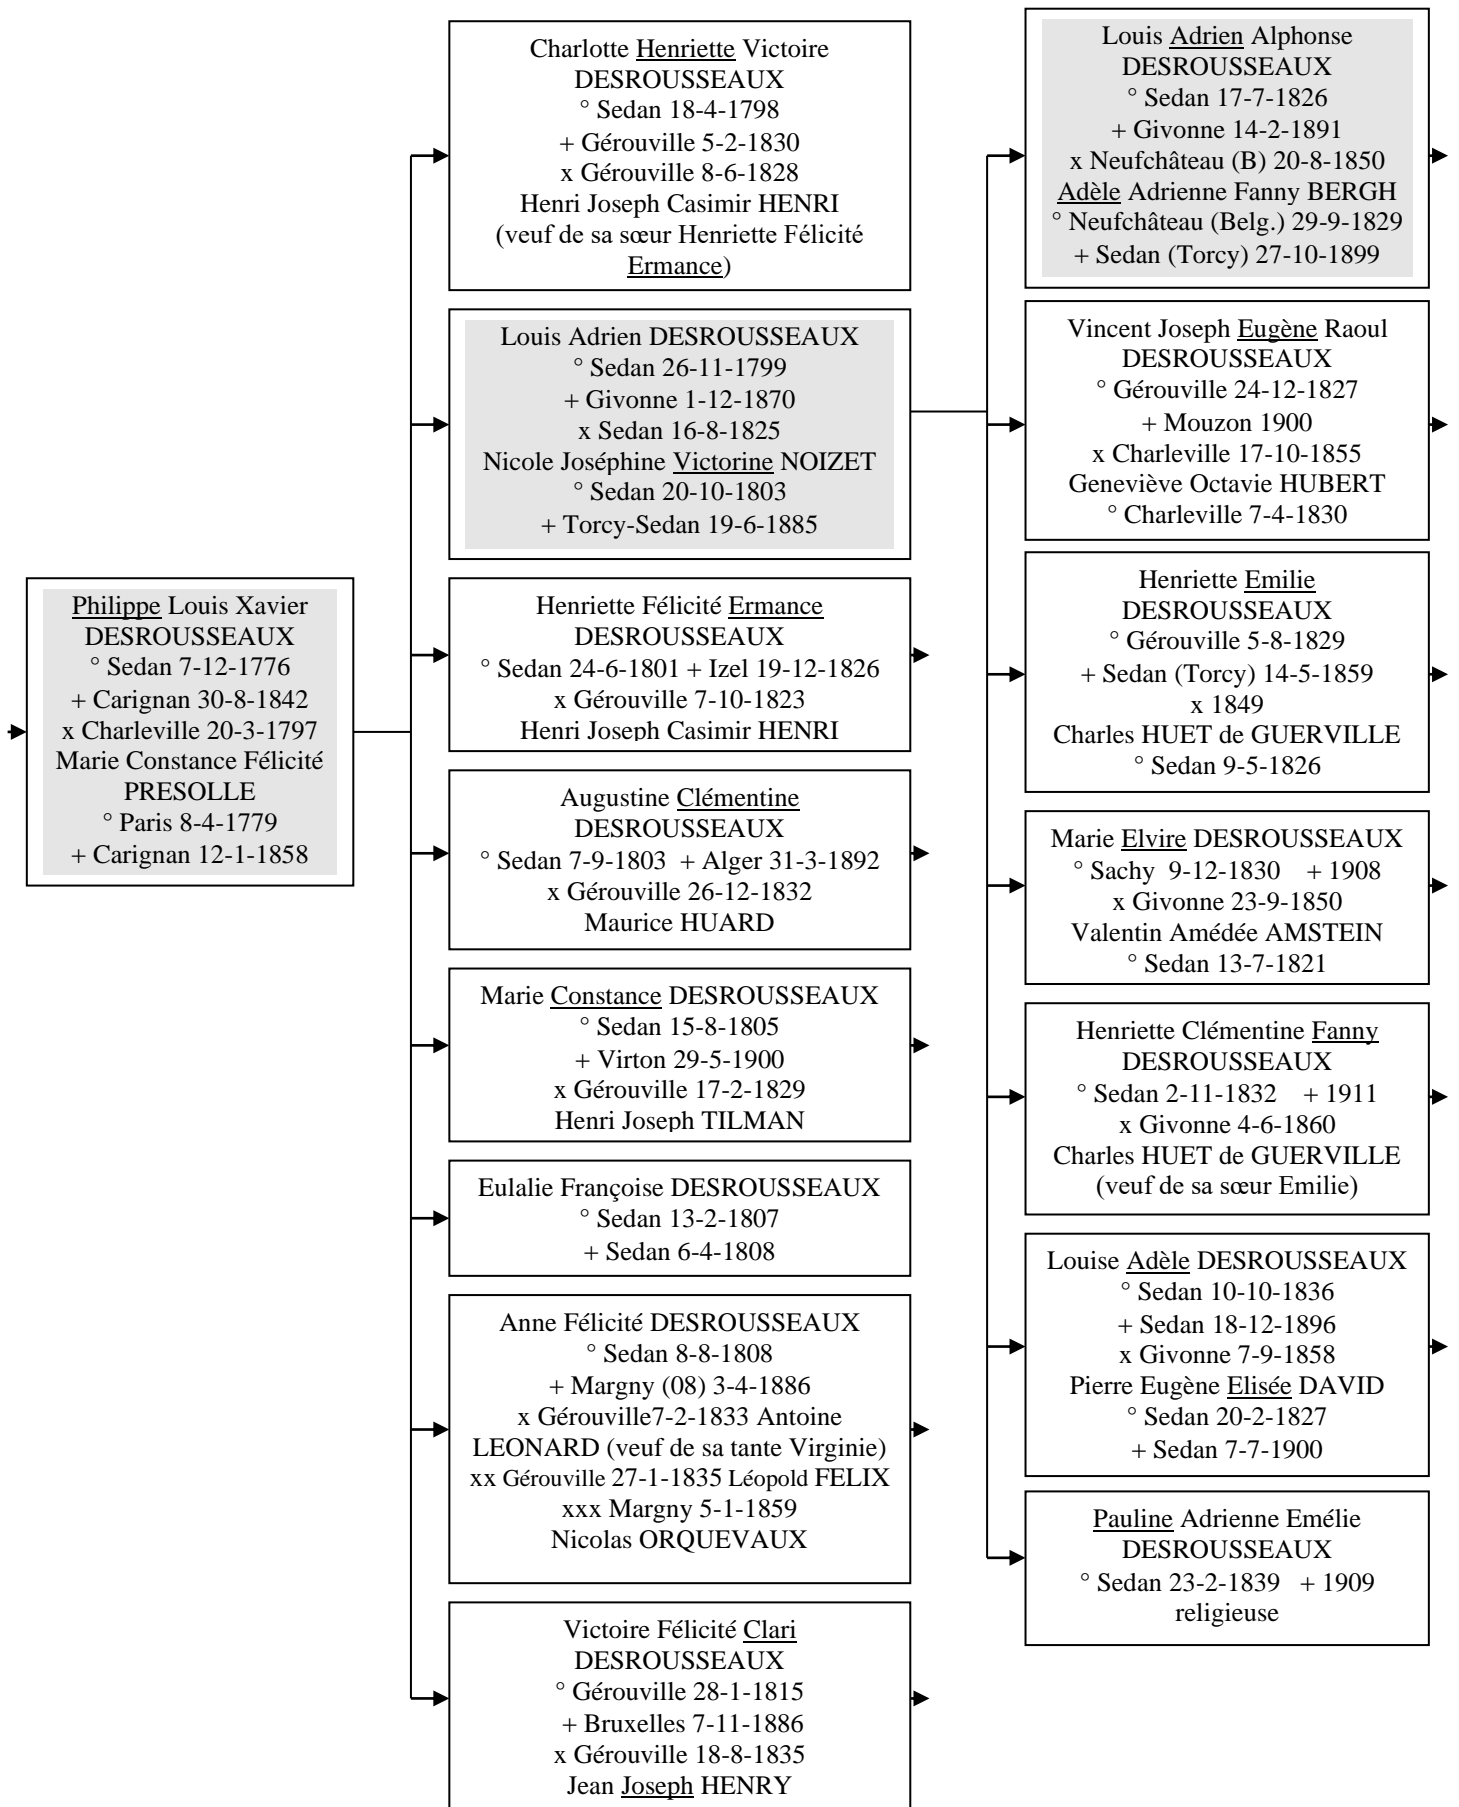 Philippe Louis Xavier
DESROUSSEAUX
° Sedan 7-12-1776
+ Carignan 30-8-1842
x Charleville 20-3-1797
Marie Constance Félicité
PRESOLLE
° Paris 8-4-1779
+ Carignan 12-1-1858
Charlotte Henriette Victoire
DESROUSSEAUX
° Sedan 18-4-1798
+ Gérouville 5-2-1830
x Gérouville 8-6-1828
Henri Joseph Casimir HENRI
(veuf de sa sœur Henriette Félicité
Ermance)
Louis Adrien DESROUSSEAUX
° Sedan 26-11-1799
+ Givonne 1-12-1870
x Sedan 16-8-1825
Nicole Joséphine Victorine NOIZET
° Sedan 20-10-1803
+ Torcy-Sedan 19-6-1885
Henriette Félicité Ermance
DESROUSSEAUX
° Sedan 24-6-1801 + Izel 19-12-1826
x Gérouville 7-10-1823
Henri Joseph Casimir HENRI
Augustine Clémentine
DESROUSSEAUX
° Sedan 7-9-1803 + Alger 31-3-1892
x Gérouville 26-12-1832
Maurice HUARD
Marie Constance DESROUSSEAUX
° Sedan 15-8-1805
+ Virton 29-5-1900
x Gérouville 17-2-1829
Henri Joseph TILMAN
Eulalie Françoise DESROUSSEAUX
° Sedan 13-2-1807
+ Sedan 6-4-1808
Anne Félicité DESROUSSEAUX
° Sedan 8-8-1808
+ Margny (08) 3-4-1886
x Gérouville7-2-1833 Antoine
LEONARD (veuf de sa tante Virginie)
xx Gérouville 27-1-1835 Léopold FELIX
xxx Margny 5-1-1859
Nicolas ORQUEVAUX
Victoire Félicité Clari
DESROUSSEAUX
° Gérouville 28-1-1815
+ Bruxelles 7-11-1886
x Gérouville 18-8-1835
Jean Joseph HENRY
Louis Adrien Alphonse
DESROUSSEAUX
° Sedan 17-7-1826
+ Givonne 14-2-1891
x Neufchâteau (B) 20-8-1850
Adèle Adrienne Fanny BERGH
° Neufchâteau (Belg.) 29-9-1829
+ Sedan (Torcy) 27-10-1899
Vincent Joseph Eugène Raoul
DESROUSSEAUX
° Gérouville 24-12-1827
+ Mouzon 1900
x Charleville 17-10-1855
Geneviève Octavie HUBERT
° Charleville 7-4-1830
Henriette Emilie
DESROUSSEAUX
° Gérouville 5-8-1829
+ Sedan (Torcy) 14-5-1859
x 1849
Charles HUET de GUERVILLE
° Sedan 9-5-1826
Marie Elvire DESROUSSEAUX
° Sachy 9-12-1830 + 1908
x Givonne 23-9-1850
Valentin Amédée AMSTEIN
° Sedan 13-7-1821
Henriette Clémentine Fanny
DESROUSSEAUX
° Sedan 2-11-1832 + 1911
x Givonne 4-6-1860
Charles HUET de GUERVILLE
(veuf de sa sœur Emilie)
Louise Adèle DESROUSSEAUX
° Sedan 10-10-1836
+ Sedan 18-12-1896
x Givonne 7-9-1858
Pierre Eugène Elisée DAVID
° Sedan 20-2-1827
+ Sedan 7-7-1900
Pauline Adrienne Emélie
DESROUSSEAUX
° Sedan 23-2-1839 + 1909
religieuse